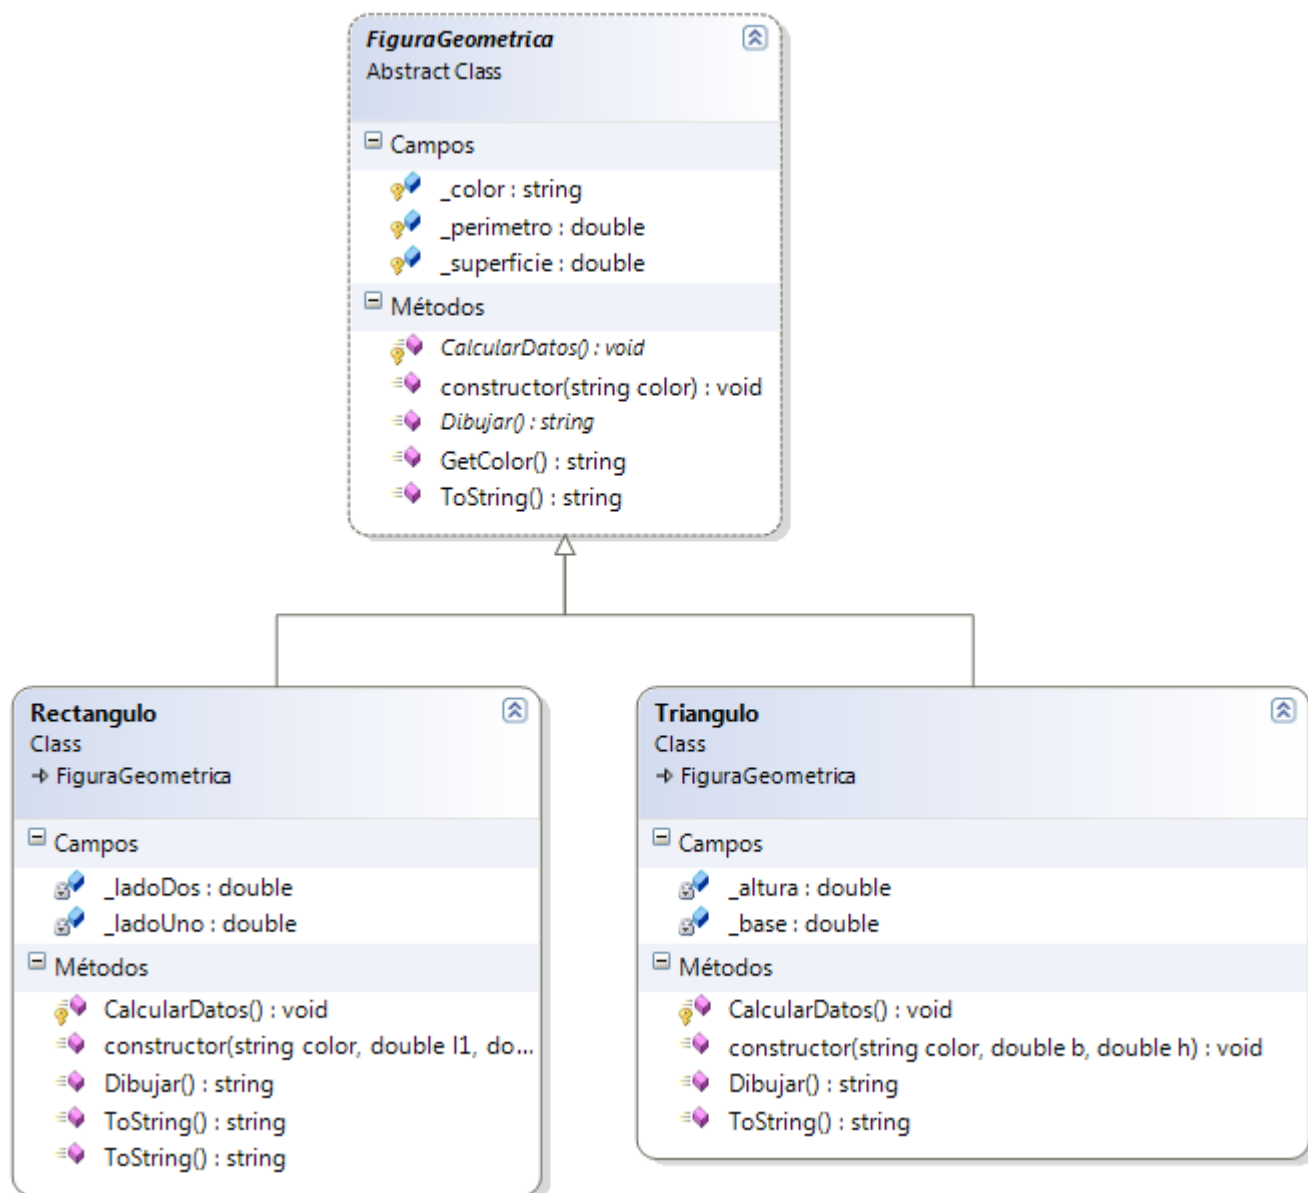 FiguraGeometrica
Abstract Class
Campos
_color : string
_perimetro : double
_superficie : double
Métodos
CalcularDatos() : void
constructor(string color) : void
Dibujar() : string
GetColor() : string
ToString() : string
Rectangulo
Class
FiguraGeometrica
Campos
_ladoDos : double
_ladoUno : double
Métodos
CalcularDatos() : void
constructor(string color, double l1, do...
Dibujar() : string
ToString() : string
ToString() : string
Triangulo
Class
FiguraGeometrica
Campos
_altura : double
_base : double
Métodos
CalcularDatos() : void
constructor(string color, double b, double h) : void
Dibujar() : string
ToString() : string